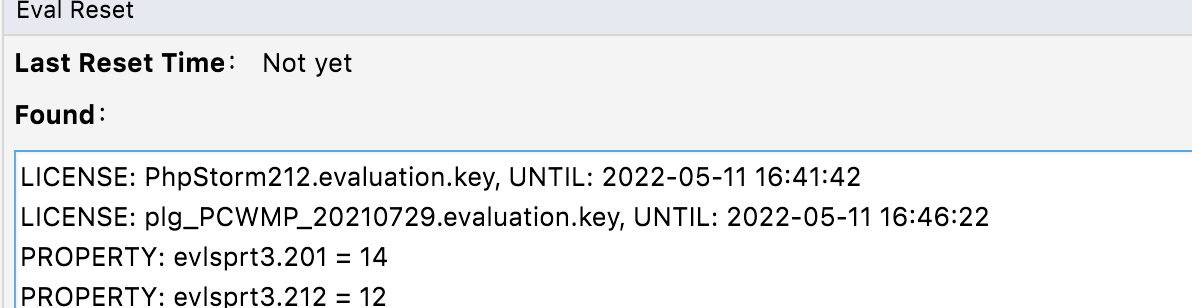 Eval Reset
Last Reset Time: Not yet
Found:
LICENSE: PhpStorm212.evaluation.key, UNTIL: 2022-05-11 16:41:42
LICENSE: plg_PCWMP_20210729.evaluation.key, UNTIL: 2022-05-11 16:46:22
PROPERTY: evlsprt3.201 = 14
PROPERTY: evlsprt3.212 = 12